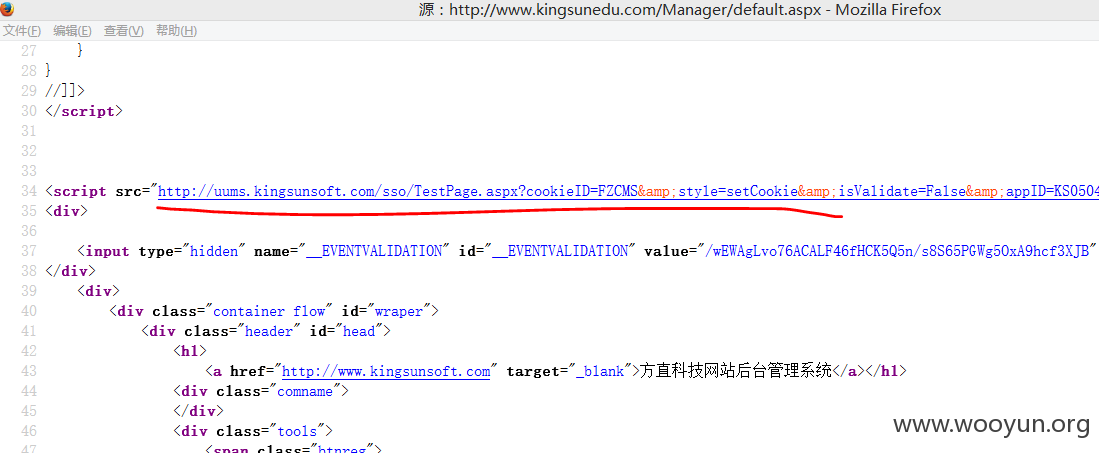 源：http://www.kingsunedu.com/Manager/default.aspx - Mozilla Firefox
文件(F) 编辑(E) 查看(V) 帮助(H)
27 }
28 }
29 //]]>
30 </script>
31
32
33
34 <script src="http://uums.kingsunsoft.com/sso/TestPage.aspx?cookieID=FZCMS&amp;style=setCookie&amp;isValidate=False&amp;appID=KS0504
35 <div>
36
37 <input type="hidden" name="__EVENTVALIDATION" id="__EVENTVALIDATION" value="/wEWAgLvo76ACALF46fHCK5Q5n/s8S65PGWg5OxA9hcf3XJB"
38 </div>
39 <div>
40 <div class="container flow" id="wraper">
41 <div class="header" id="head">
42 <h1>
43 <a href="http://www.kingsunsoft.com" target="_blank">方直科技网站后台管理系统</a></h1>
44 <div class="comname">
45 </div>
46 <div class="tools">
47 <span class="btnreg">
www.wooyun.org